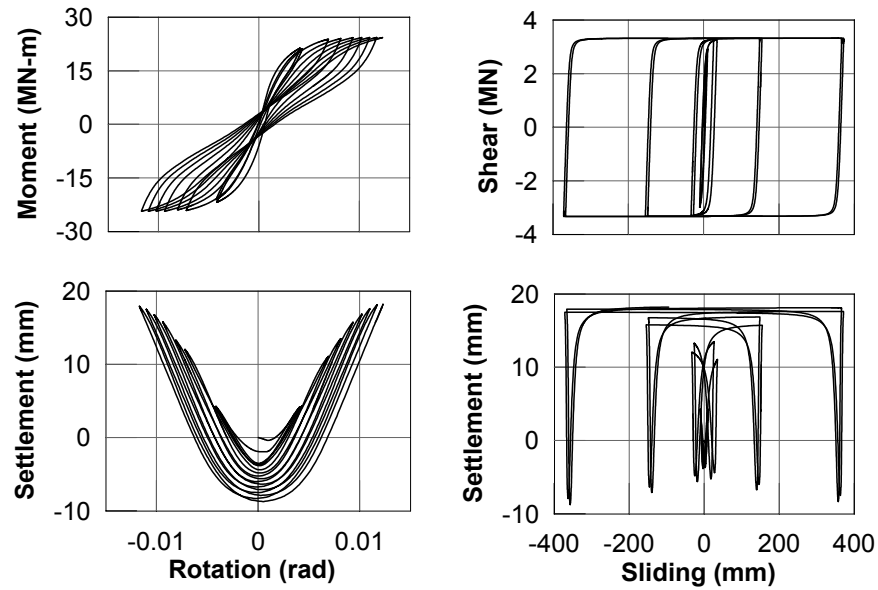 30
15
0
-15
-30
Moment (MN-m)
4
2
0
-2
-4
Shear (MN)
20
10
0
-10
Settlement (mm)
-0.01 0 0.01
Rotation (rad)
20
10
0
-10
Settlement (mm)
-400 -200 0 200 400
Sliding (mm)